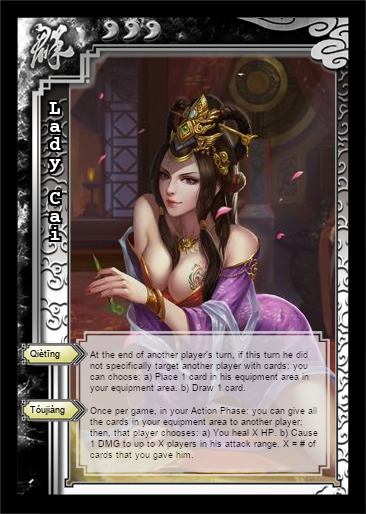 群
Lady Cai
Qiètīng
At the end of another player's turn, if this turn he did
not specifically target another player with cards: you
can choose: a) Place 1 card in his equipment area in
your equipment area. b) Draw 1 card.
Tóujiàng
Once per game, in your Action Phase: you can give all
the cards in your equipment area to another player;
then, that player chooses: a) You heal X HP. b) Cause
1 DMG to up to X players in his attack range. X = # of
cards that you gave him.